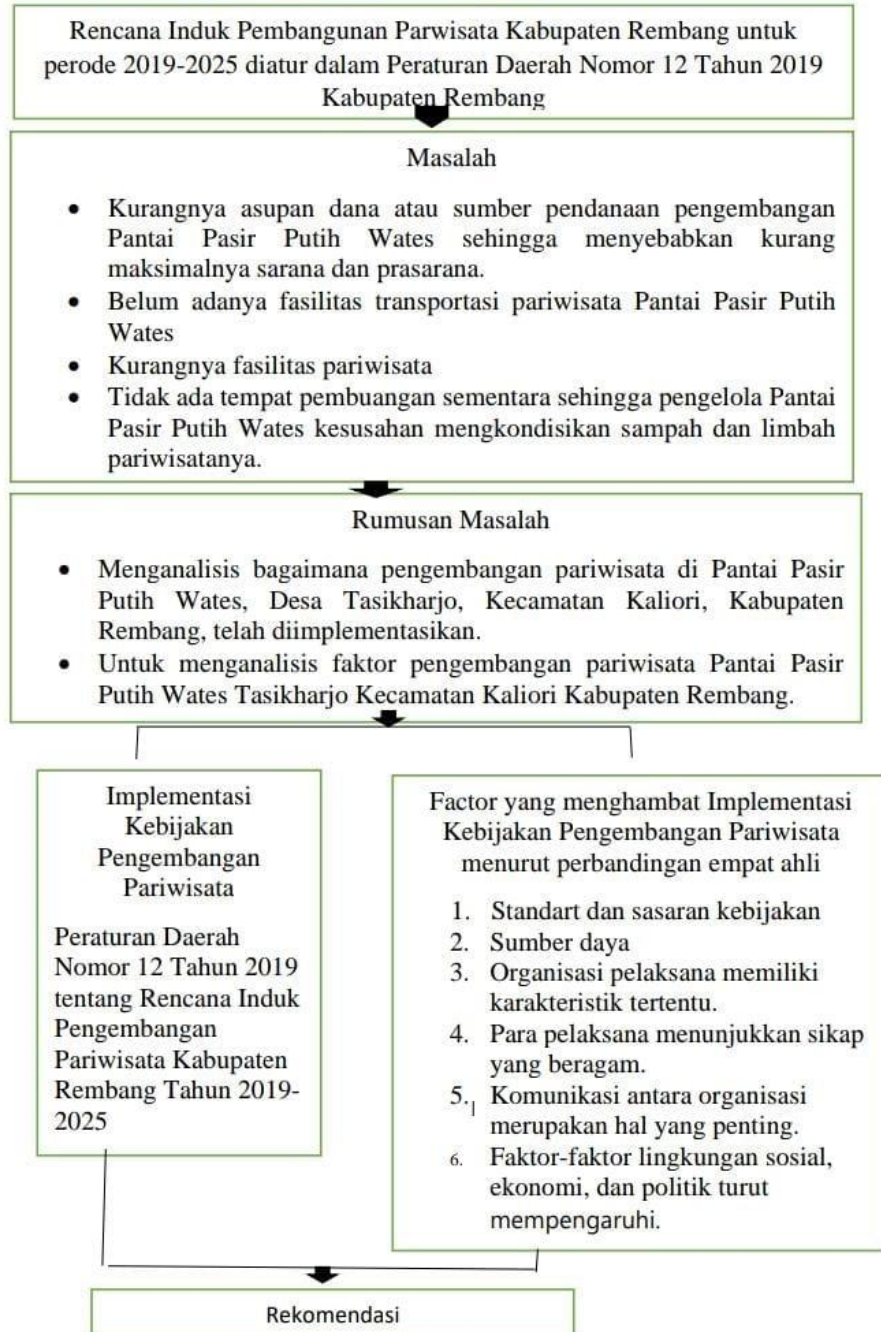 Rencana Induk Pembangunan Parwisata Kabupaten Rembang untuk
perode 2019-2025 diatur dalam Peraturan Daerah Nomor 12 Tahun 2019
Kabupaten Rembang
Masalah
• Kurangnya asupan dana atau sumber pendanaan pengembangan
Pantai Pasir Putih Wates sehingga menyebabkan kurang
maksimalnya sarana dan prasarana.
• Belum adanya fasilitas transportasi pariwisata Pantai Pasir Putih
Wates
• Kurangnya fasilitas pariwisata
• Tidak ada tempat pembuangan sementara sehingga pengelola Pantai
Pasir Putih Wates kesusahan mengkondisikan sampah dan limbah
pariwisatanya.
Rumusan Masalah
• Menganalisis bagaimana pengembangan pariwisata di Pantai Pasir
Putih Wates, Desa Tasikharjo, Kecamatan Kaliori, Kabupaten
Rembang, telah diimplementasikan.
• Untuk menganalisis faktor pengembangan pariwisata Pantai Pasir
Putih Wates Tasikharjo Kecamatan Kaliori Kabupaten Rembang.
Implementasi
Kebijakan
Pengembangan
Pariwisata
Peraturan Daerah
Nomor 12 Tahun 2019
tentang Rencana Induk
Pengembangan
Pariwisata Kabupaten
Rembang Tahun 2019-
2025
Factor yang menghambat Implementasi
Kebijakan Pengembangan Pariwisata
menurut perbandingan empat ahli
1. Standart dan sasaran kebijakan
2. Sumber daya
3. Organisasi pelaksana memiliki
karakteristik tertentu.
4. Para pelaksana menunjukkan sikap
yang beragam.
5. Komunikasi antara organisasi
merupakan hal yang penting.
6. Faktor-faktor lingkungan sosial,
ekonomi, dan politik turut
mempengaruhi.
Rekomendasi